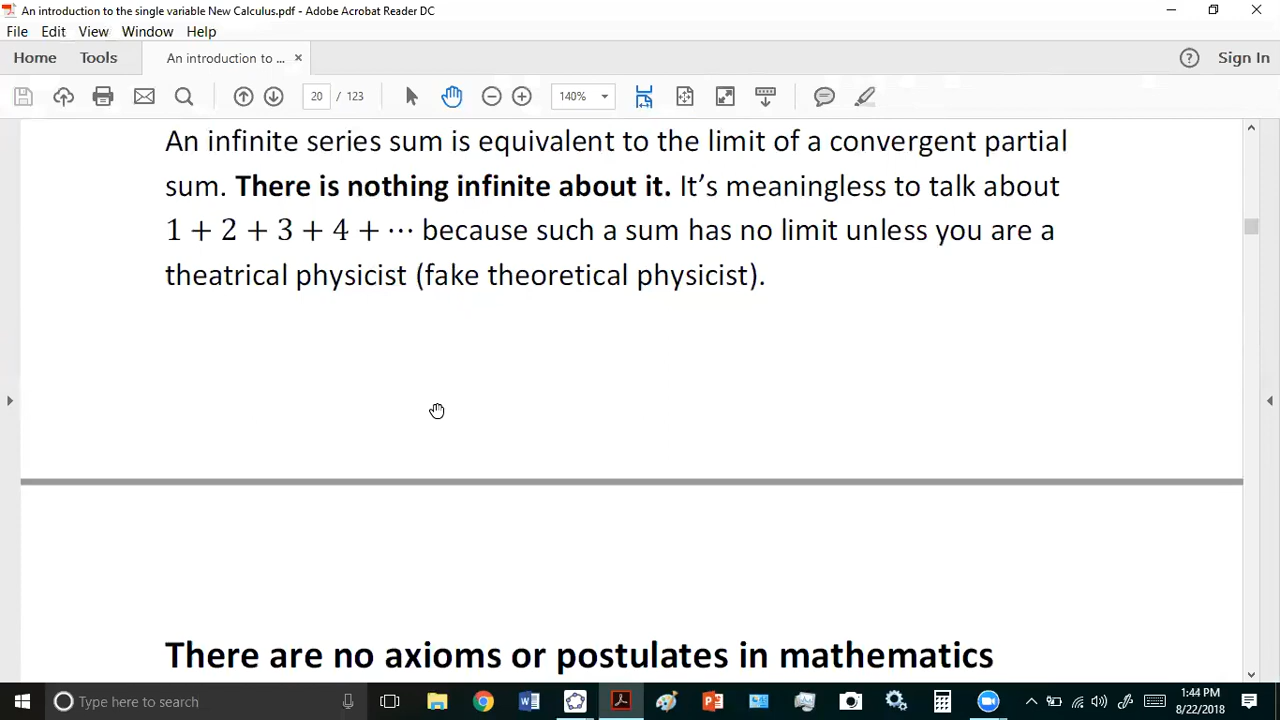 An introduction to the single variable New Calculus.pdf - Adobe Acrobat Reader DC
File Edit View Window Help
Home Tools An introduction to ... × Sign In
20 / 123 140%
An infinite series sum is equivalent to the limit of a convergent partial
sum. There is nothing infinite about it. It’s meaningless to talk about
1 + 2 + 3 + 4 + ⋯ because such a sum has no limit unless you are a
theatrical physicist (fake theoretical physicist).
There are no axioms or postulates in mathematics
Type here to search
1:44 PM
8/22/2018